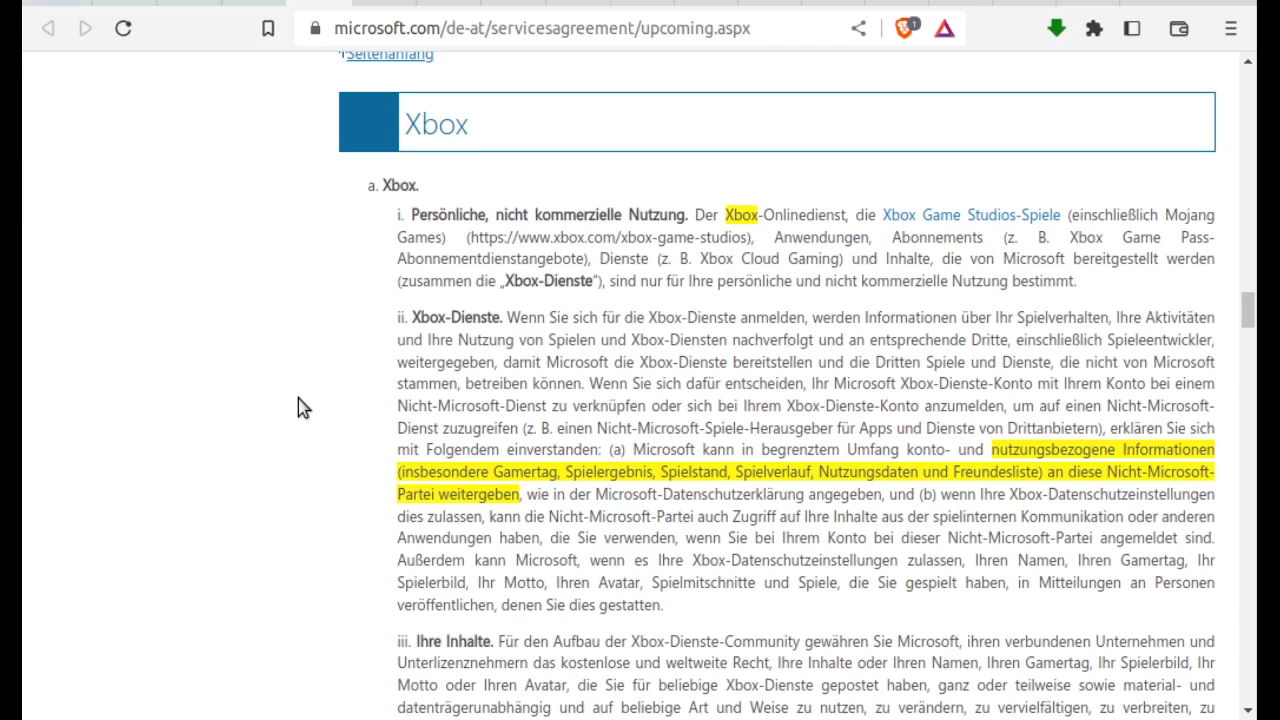 microsoft.com/de-at/servicesagreement/upcoming.aspx
1
↑Seitenanfang
Xbox
a. Xbox.
i. Persönliche, nicht kommerzielle Nutzung. Der Xbox-Onlinedienst, die Xbox Game Studios-Spiele (einschließlich Mojang
Games) (https://www.xbox.com/xbox-game-studios), Anwendungen, Abonnements (z. B. Xbox Game Pass-
Abonnementdienstangebote), Dienste (z. B. Xbox Cloud Gaming) und Inhalte, die von Microsoft bereitgestellt werden
(zusammen die „Xbox-Dienste“), sind nur für Ihre persönliche und nicht kommerzielle Nutzung bestimmt.
ii. Xbox-Dienste. Wenn Sie sich für die Xbox-Dienste anmelden, werden Informationen über Ihr Spielverhalten, Ihre Aktivitäten
und Ihre Nutzung von Spielen und Xbox-Diensten nachverfolgt und an entsprechende Dritte, einschließlich Spieleentwickler,
weitergegeben, damit Microsoft die Xbox-Dienste bereitstellen und die Dritten Spiele und Dienste, die nicht von Microsoft
stammen, betreiben können. Wenn Sie sich dafür entscheiden, Ihr Microsoft Xbox-Dienste-Konto mit Ihrem Konto bei einem
Nicht-Microsoft-Dienst zu verknüpfen oder sich bei Ihrem Xbox-Dienste-Konto anzumelden, um auf einen Nicht-Microsoft-
Dienst zuzugreifen (z. B. einen Nicht-Microsoft-Spiele-Herausgeber für Apps und Dienste von Drittanbietern), erklären Sie sich
mit Folgendem einverstanden: (a) Microsoft kann in begrenztem Umfang konto- und nutzungsbezogene Informationen
(insbesondere Gamertag, Spielergebnis, Spielstand, Spielverlauf, Nutzungsdaten und Freundesliste) an diese Nicht-Microsoft-
Partei weitergeben, wie in der Microsoft-Datenschutzerklärung angegeben, und (b) wenn Ihre Xbox-Datenschutzeinstellungen
dies zulassen, kann die Nicht-Microsoft-Partei auch Zugriff auf Ihre Inhalte aus der spielinternen Kommunikation oder anderen
Anwendungen haben, die Sie verwenden, wenn Sie bei Ihrem Konto bei dieser Nicht-Microsoft-Partei angemeldet sind.
Außerdem kann Microsoft, wenn es Ihre Xbox-Datenschutzeinstellungen zulassen, Ihren Namen, Ihren Gamertag, Ihr
Spielerbild, Ihr Motto, Ihren Avatar, Spielmitschnitte und Spiele, die Sie gespielt haben, in Mitteilungen an Personen
veröffentlichen, denen Sie dies gestatten.
iii. Ihre Inhalte. Für den Aufbau der Xbox-Dienste-Community gewähren Sie Microsoft, ihren verbundenen Unternehmen und
Unterlizenznehmern das kostenlose und weltweite Recht, Ihre Inhalte oder Ihren Namen, Ihren Gamertag, Ihr Spielerbild, Ihr
Motto oder Ihren Avatar, die Sie für beliebige Xbox-Dienste gepostet haben, ganz oder teilweise sowie material- und
datenträgerunabhängig und auf beliebige Art und Weise zu nutzen, zu verändern, zu vervielfältigen, zu verbreiten, zu